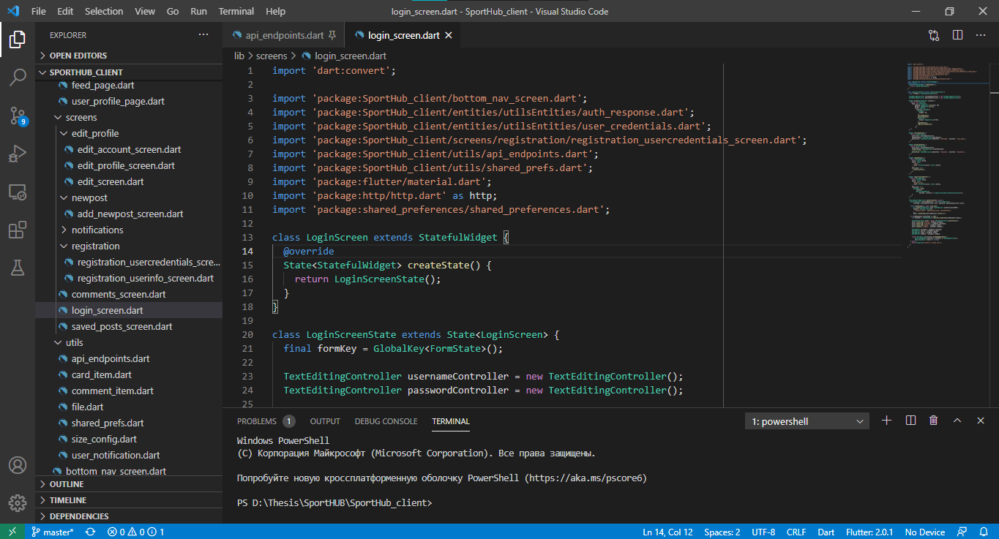 File Edit Selection View Go Run Terminal Help login_screen.dart - SportHub_client - Visual Studio Code
EXPLORER
OPEN EDITORS
SPORTHUB_CLIENT
feed_page.dart
user_profile_page.dart
screens
edit_profile
edit_account_screen.dart
edit_profile_screen.dart
edit_screen.dart
newpost
add_newpost_screen.dart
notifications
registration
registration_usercredentials_scre...
registration_userinfo_screen.dart
comments_screen.dart
login_screen.dart
saved_posts_screen.dart
utils
api_endpoints.dart
card_item.dart
comment_item.dart
file.dart
shared_prefs.dart
size_config.dart
user_notification.dart
bottom_nav_screen.dart
OUTLINE
TIMELINE
DEPENDENCIES
9
api_endpoints.dart login_screen.dart
lib > screens > login_screen.dart
1 import 'dart:convert';
2
3 import 'package:SportHub_client/bottom_nav_screen.dart';
4 import 'package:SportHub_client/entities/utilsEntities/auth_response.dart';
5 import 'package:SportHub_client/entities/utilsEntities/user_credentials.dart';
6 import 'package:SportHub_client/screens/registration/registration_usercredentials_screen.dart';
7 import 'package:SportHub_client/utils/api_endpoints.dart';
8 import 'package:SportHub_client/utils/shared_prefs.dart';
9 import 'package:flutter/material.dart';
10 import 'package:http/http.dart' as http;
11 import 'package:shared_preferences/shared_preferences.dart';
12
13 class LoginScreen extends StatefulWidget {
14 @override
15 State<StatefulWidget> createState() {
16 return LoginScreenState();
17 }
18 }
19
20 class LoginScreenState extends State<LoginScreen> {
21 final formKey = GlobalKey<FormState>();
22
23 TextEditingController usernameController = new TextEditingController();
24 TextEditingController passwordController = new TextEditingController();
25
PROBLEMS 1 OUTPUT DEBUG CONSOLE TERMINAL 1: powershell
Windows PowerShell
(C) Корпорация Майкрософт (Microsoft Corporation). Все права защищены.
Попробуйте новую кроссплатформенную оболочку PowerShell (https://aka.ms/pscore6)
PS D:\Thesis\SportHUB\SportHub_client>
master* 0 0 1 Ln 14, Col 12 Spaces: 2 UTF-8 CRLF Dart Flutter: 2.0.1 No Device